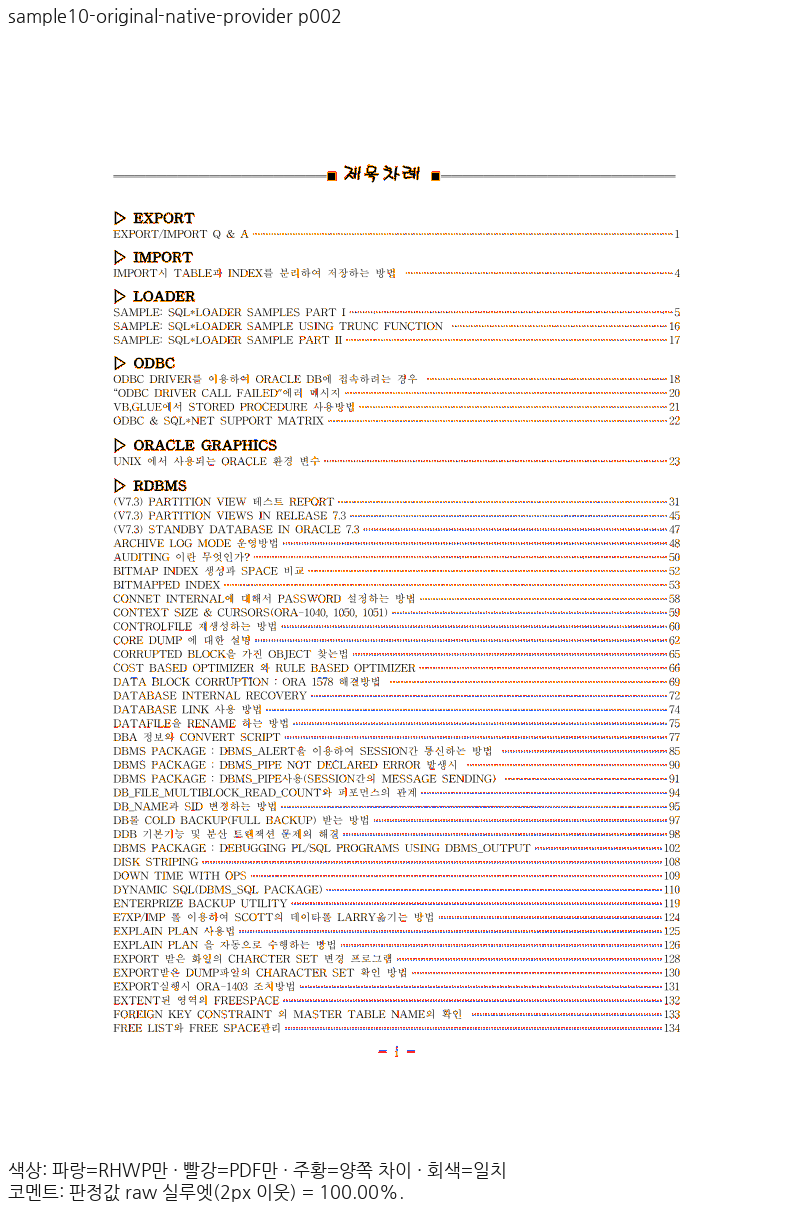 sample10-original-native-provider p002
■ 제목차례 ■
▷ EXPORT
EXPORT/IMPORT Q & A 1
▷ IMPORT
IMPORT시 TABLE과 INDEX를 분리하여 저장하는 방법 4
▷ LOADER
SAMPLE: SQL*LOADER SAMPLES PART I 5
SAMPLE: SQL*LOADER SAMPLE USING TRUNC FUNCTION 16
SAMPLE: SQL*LOADER SAMPLE PART II 17
▷ ODBC
ODBC DRIVER를 이용하여 ORACLE DB에 접속하려는 경우 18
“ODBC DRIVER CALL FAILED”에러 메시지 20
VB,GLUE에서 STORED PROCEDURE 사용방법 21
ODBC & SQL*NET SUPPORT MATRIX 22
▷ ORACLE GRAPHICS
UNIX 에서 사용되는 ORACLE 환경 변수 23
▷ RDBMS
(V7.3) PARTITION VIEW 테스트 REPORT 31
(V7.3) PARTITION VIEWS IN RELEASE 7.3 45
(V7.3) STANDBY DATABASE IN ORACLE 7.3 47
ARCHIVE LOG MODE 운영방법 48
AUDITING 이란 무엇인가? 50
BITMAP INDEX 생성과 SPACE 비교 52
BITMAPPED INDEX 53
CONNET INTERNAL에 대해서 PASSWORD 설정하는 방법 58
CONTEXT SIZE & CURSORS(ORA-1040, 1050, 1051) 59
CONTROLFILE 재생성하는 방법 60
CORE DUMP 에 대한 설명 62
CORRUPTED BLOCK을 가진 OBJECT 찾는법 65
COST BASED OPTIMIZER 와 RULE BASED OPTIMIZER 66
DATA BLOCK CORRUPTION : ORA 1578 해결방법 69
DATABASE INTERNAL RECOVERY 72
DATABASE LINK 사용 방법 74
DATAFILE을 RENAME 하는 방법 75
DBA 정보와 CONVERT SCRIPT 77
DBMS PACKAGE : DBMS_ALERT을 이용하여 SESSION간 통신하는 방법 85
DBMS PACKAGE : DBMS_PIPE NOT DECLARED ERROR 발생시 90
DBMS PACKAGE : DBMS_PIPE사용(SESSION간의 MESSAGE SENDING) 91
DB_FILE_MULTIBLOCK_READ_COUNT와 퍼포먼스의 관계 94
DB_NAME과 SID 변경하는 방법 95
DB를 COLD BACKUP(FULL BACKUP) 받는 방법 97
DDB 기본기능 및 분산 트랜잭션 문제의 해결 98
DBMS PACKAGE : DEBUGGING PL/SQL PROGRAMS USING DBMS_OUTPUT 102
DISK STRIPING 108
DOWN TIME WITH OPS 109
DYNAMIC SQL(DBMS_SQL PACKAGE) 110
ENTERPRIZE BACKUP UTILITY 119
E7XP/IMP 를 이용하여 SCOTT의 데이타를 LARRY옮기는 방법 124
EXPLAIN PLAN 사용법 125
EXPLAIN PLAN 을 자동으로 수행하는 방법 126
EXPORT 받은 화일의 CHARCTER SET 변경 프로그램 128
EXPORT받은 DUMP파일의 CHARACTER SET 확인 방법 130
EXPORT실행시 ORA-1403 조치방법 131
EXTENT된 영역의 FREESPACE 132
FOREIGN KEY CONSTRAINT 의 MASTER TABLE NAME의 확인 133
FREE LIST와 FREE SPACE관리 134
- i -
색상: 파랑=RHWP만 · 빨강=PDF만 · 주황=양쪽 차이 · 회색=일치
코멘트: 판정값 raw 실루엣(2px 이웃) = 100.00%.